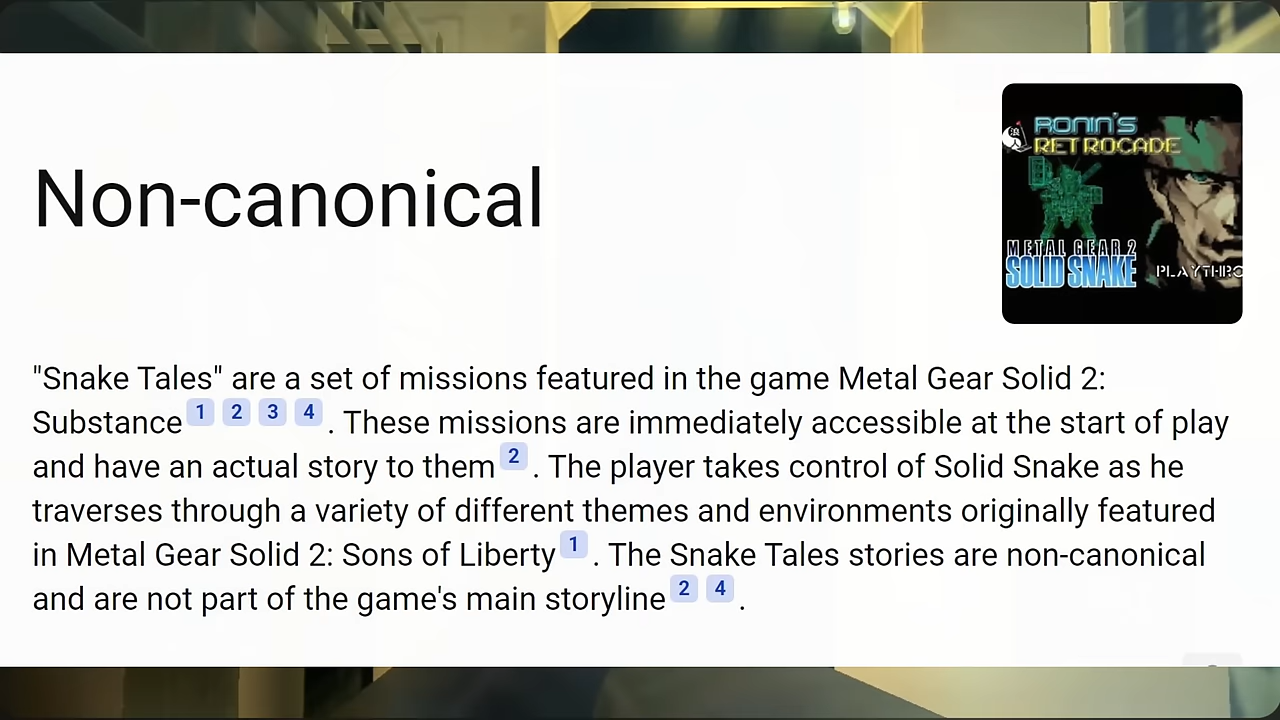 Non-canonical
RONIN'S
RETROCADE
METAL GEAR 2
SOLID SNAKE
PLAYTHRO
"Snake Tales" are a set of missions featured in the game Metal Gear Solid 2:
Substance 1 2 3 4 . These missions are immediately accessible at the start of play
and have an actual story to them 2 . The player takes control of Solid Snake as he
traverses through a variety of different themes and environments originally featured
in Metal Gear Solid 2: Sons of Liberty 1 . The Snake Tales stories are non-canonical
and are not part of the game's main storyline 2 4 .